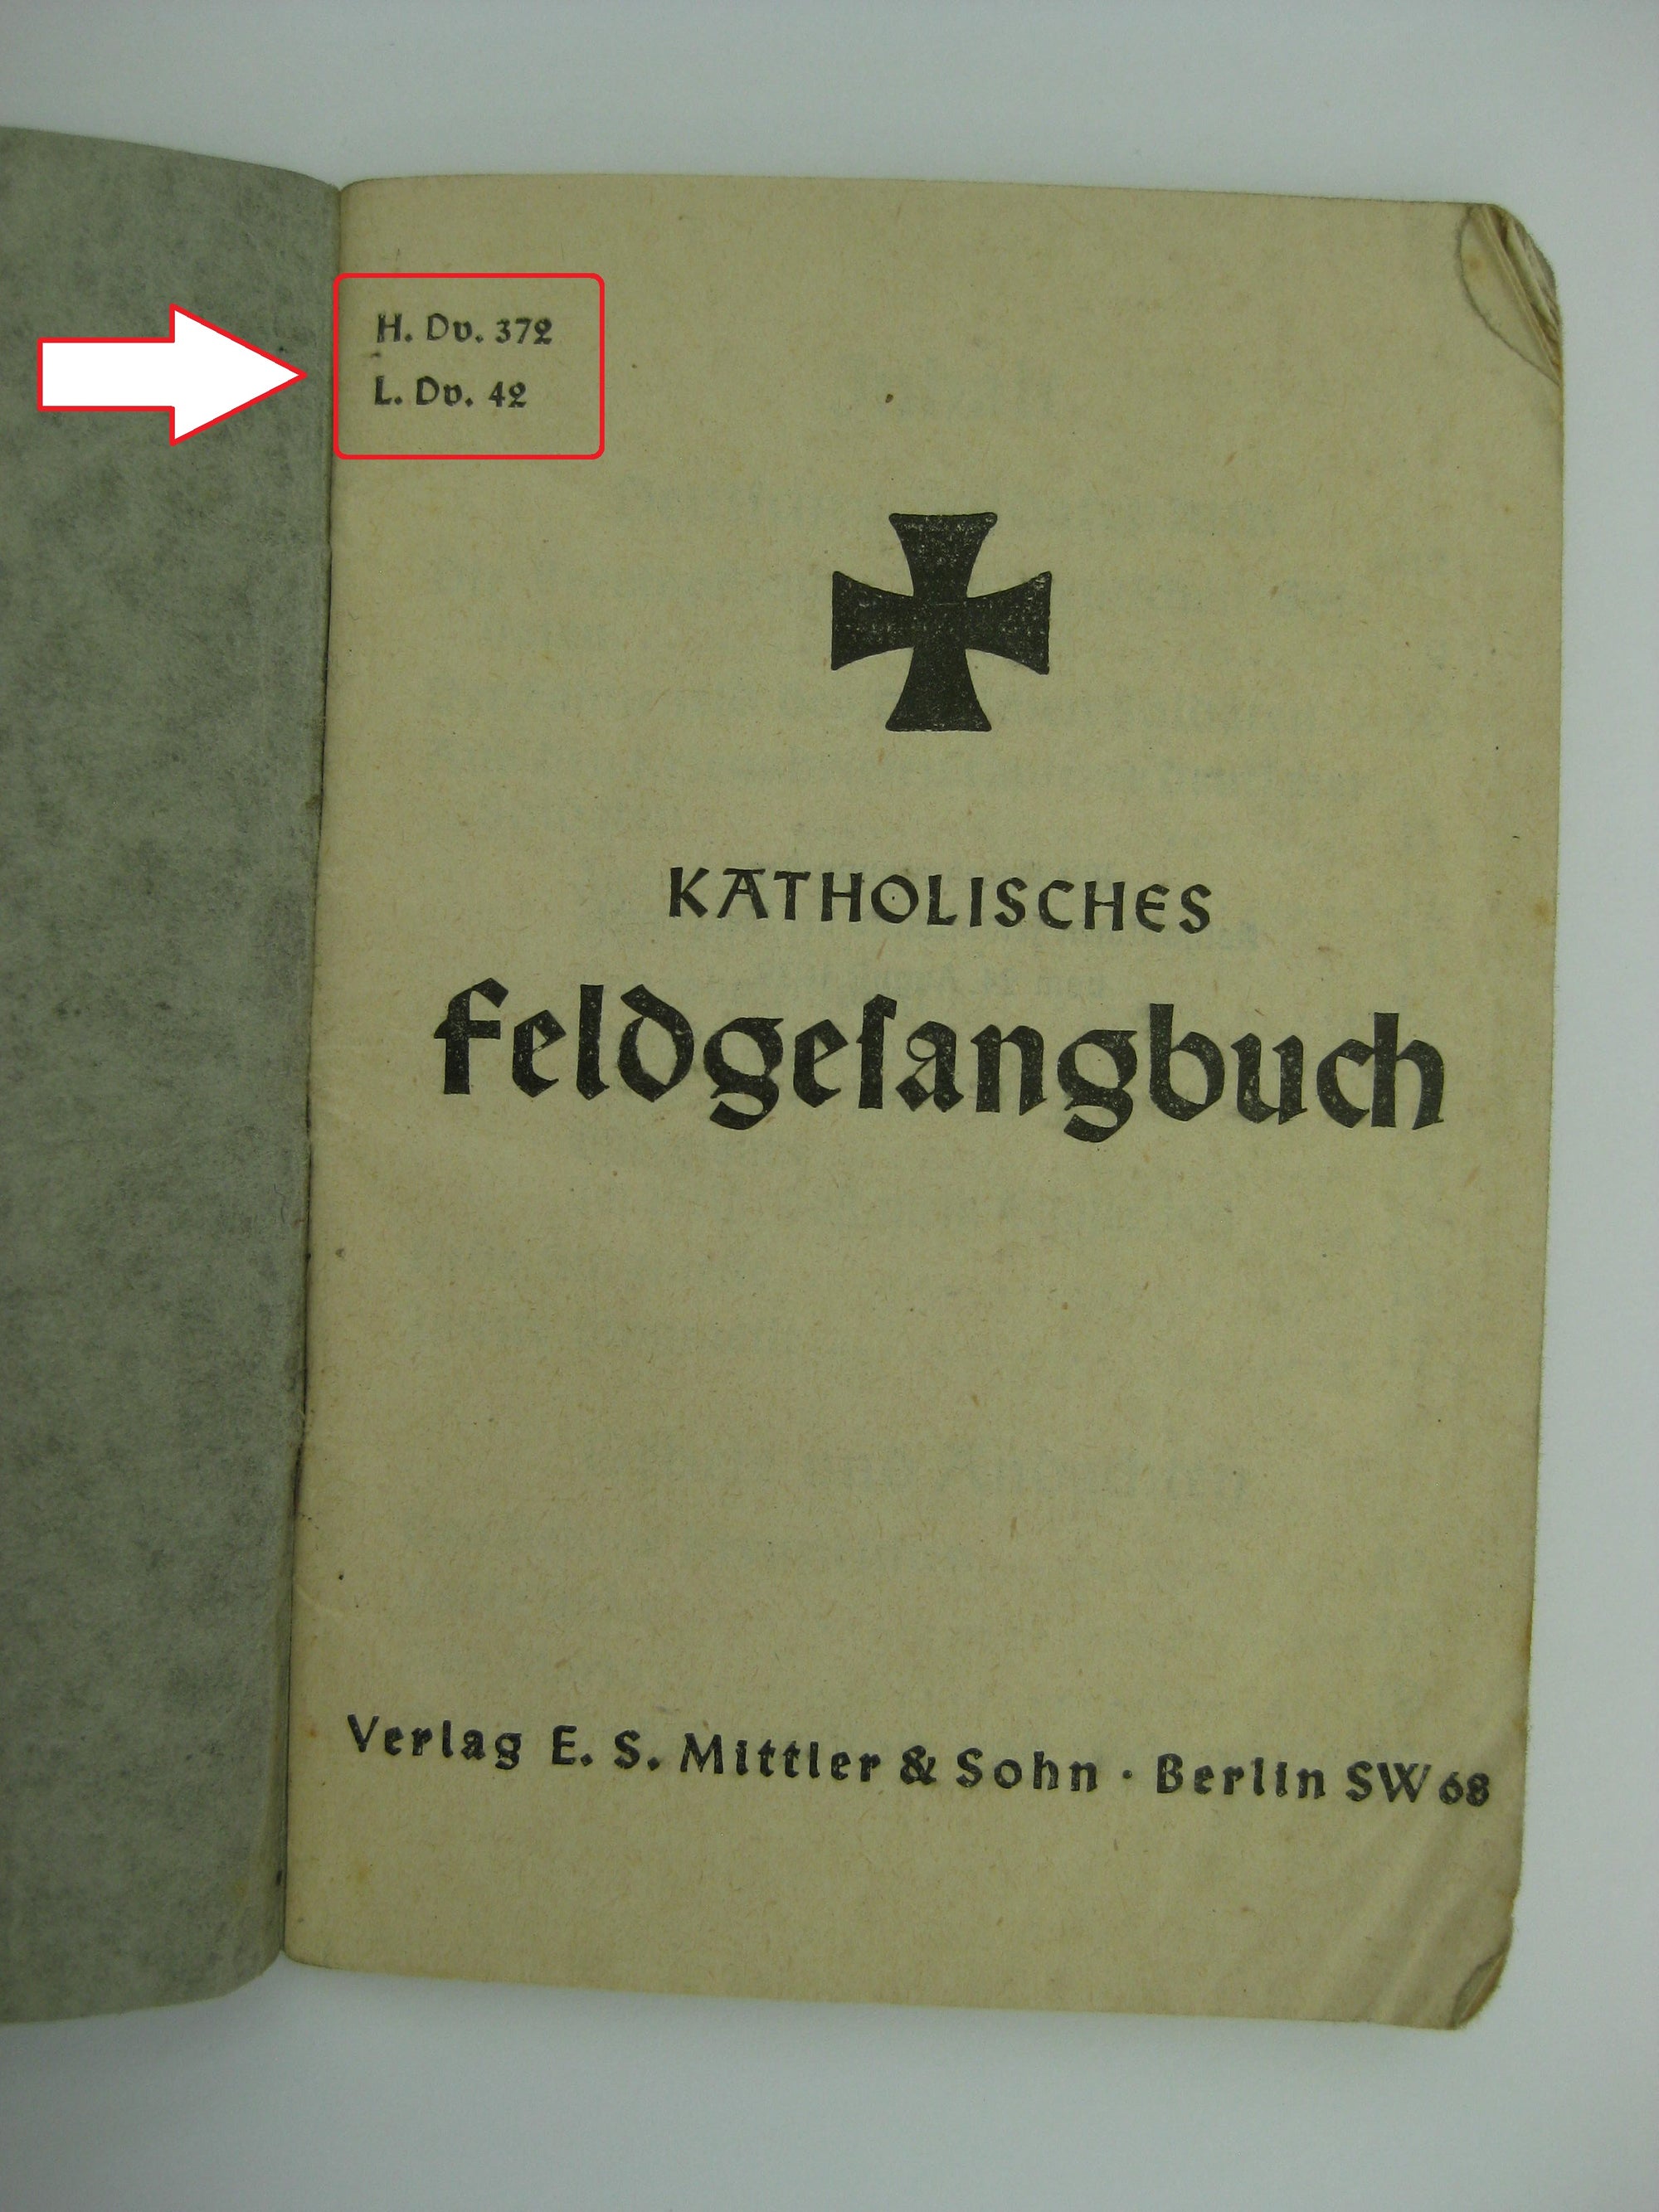 H. Dv. 372
L. Dv. 42
KATHOLISCHES
Feldgeſangbuch
Verlag E. S. Mittler & Sohn · Berlin SW 68